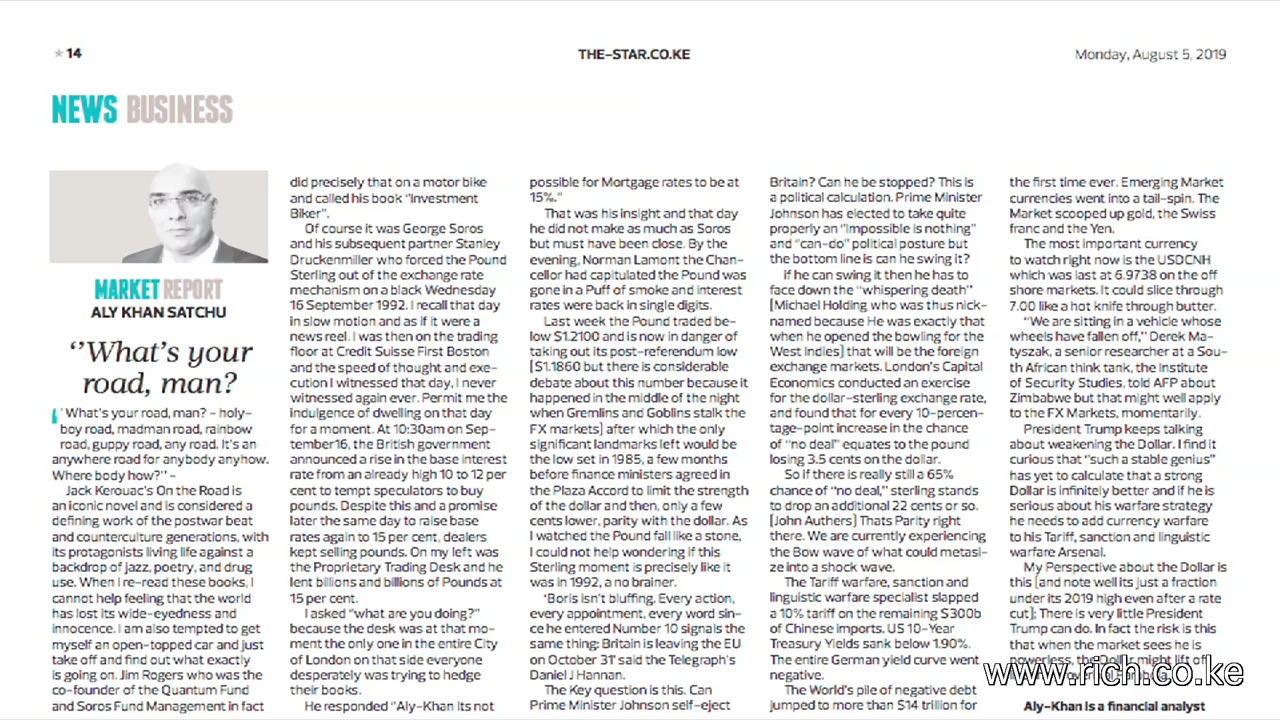 ★14
THE-STAR.CO.KE
Monday, August 5, 2019
NEWS BUSINESS
MARKET REPORT
ALY KHAN SATCHU
‘’What’s your
road, man?
‘'What's your road, man? – holy-
boy road, madman road, rainbow
road, guppy road, any road. It's an
anywhere road for anybody anyhow.
Where body how?'' –
Jack Kerouac's On the Road is
an iconic novel and is considered a
defining work of the postwar beat
and counterculture generations, with
its protagonists living life against a
backdrop of jazz, poetry, and drug
use. When I re-read these books, I
cannot help feeling that the world
has lost its wide-eyedness and
innocence. I am also tempted to get
myself an open-topped car and just
take off and find out what exactly
is going on. Jim Rogers who was the
co-founder of the Quantum Fund
and Soros Fund Management in fact
did precisely that on a motor bike
and called his book "Investment
Biker".
Of course it was George Soros
and his subsequent partner Stanley
Druckenmiller who forced the Pound
Sterling out of the exchange rate
mechanism on a black Wednesday
16 September 1992. I recall that day
in slow motion and as if it were a
news reel. I was then on the trading
floor at Credit Suisse First Boston
and the speed of thought and exe-
cution I witnessed that day, I never
witnessed again ever. Permit me the
indulgence of dwelling on that day
for a moment. At 10:30am on Sep-
tember16, the British government
announced a rise in the base interest
rate from an already high 10 to 12 per
cent to tempt speculators to buy
pounds. Despite this and a promise
later the same day to raise base
rates again to 15 per cent, dealers
kept selling pounds. On my left was
the Proprietary Trading Desk and he
lent billions and billions of Pounds at
15 per cent.
I asked "what are you doing?"
because the desk was at that mo-
ment the only one in the entire City
of London on that side everyone
desperately was trying to hedge
their books.
He responded ''Aly-Khan its not
possible for Mortgage rates to be at
15%."
That was his insight and that day
he did not make as much as Soros
but must have been close. By the
evening, Norman Lamont the Chan-
cellor had capitulated the Pound was
gone in a Puff of smoke and interest
rates were back in single digits.
Last week the Pound traded be-
low $1.2100 and is now in danger of
taking out its post-referendum low
[$1.1860 but there is considerable
debate about this number because it
happened in the middle of the night
when Gremlins and Goblins stalk the
FX markets] after which the only
significant landmarks left would be
the low set in 1985, a few months
before finance ministers agreed in
the Plaza Accord to limit the strength
of the dollar and then, only a few
cents lower, parity with the dollar. As
I watched the Pound fall like a stone,
I could not help wondering if this
Sterling moment is precisely like it
was in 1992, a no brainer.
'Boris isn't bluffing. Every action,
every appointment, every word sin-
ce he entered Number 10 signals the
same thing: Britain is leaving the EU
on October 31' said the Telegraph's
Daniel J Hannan.
The Key question is this. Can
Prime Minister Johnson self-eject
Britain? Can he be stopped? This is
a political calculation. Prime Minister
Johnson has elected to take quite
properly an ''impossible is nothing''
and ''can-do'' political posture but
the bottom line is can he swing it?
If he can swing it then he has to
face down the ''whispering death''
[Michael Holding who was thus nick-
named because He was exactly that
when he opened the bowling for the
West Indies] that will be the foreign
exchange markets. London's Capital
Economics conducted an exercise
for the dollar-sterling exchange rate,
and found that for every 10-percen-
tage-point increase in the chance
of "no deal" equates to the pound
losing 3.5 cents on the dollar.
So if there is really still a 65%
chance of "no deal," sterling stands
to drop an additional 22 cents or so.
[John Authers] Thats Parity right
there. We are currently experiencing
the Bow wave of what could metasi-
ze into a shock wave.
The Tariff warfare, sanction and
linguistic warfare specialist slapped
a 10% tariff on the remaining $300b
of Chinese imports. US 10-Year
Treasury Yields sank below 1.90%.
The entire German yield curve went
negative.
The World's pile of negative debt
jumped to more than $14 trillion for
the first time ever. Emerging Market
currencies went into a tail-spin. The
Market scooped up gold, the Swiss
franc and the Yen.
The most important currency
to watch right now is the USDCNH
which was last at 6.9738 on the off
shore markets. It could slice through
7.00 like a hot knife through butter.
"We are sitting in a vehicle whose
wheels have fallen off," Derek Ma-
tyszak, a senior researcher at a Sou-
th African think tank, the Institute
of Security Studies, told AFP about
Zimbabwe but that might well apply
to the FX Markets, momentarily.
President Trump keeps talking
about weakening the Dollar. I find it
curious that ''such a stable genius''
has yet to calculate that a strong
Dollar is infinitely better and if he is
serious about his warfare strategy
he needs to add currency warfare
to his Tariff, sanction and linguistic
warfare Arsenal.
My Perspective about the Dollar is
this [and note well its just a fraction
under its 2019 high even after a rate
cut]; There is very little President
Trump can do. In fact the risk is this
that when the market sees he is
powerless, the Dollar might lift off
www.rich.co.ke
Aly-Khan is a financial analyst